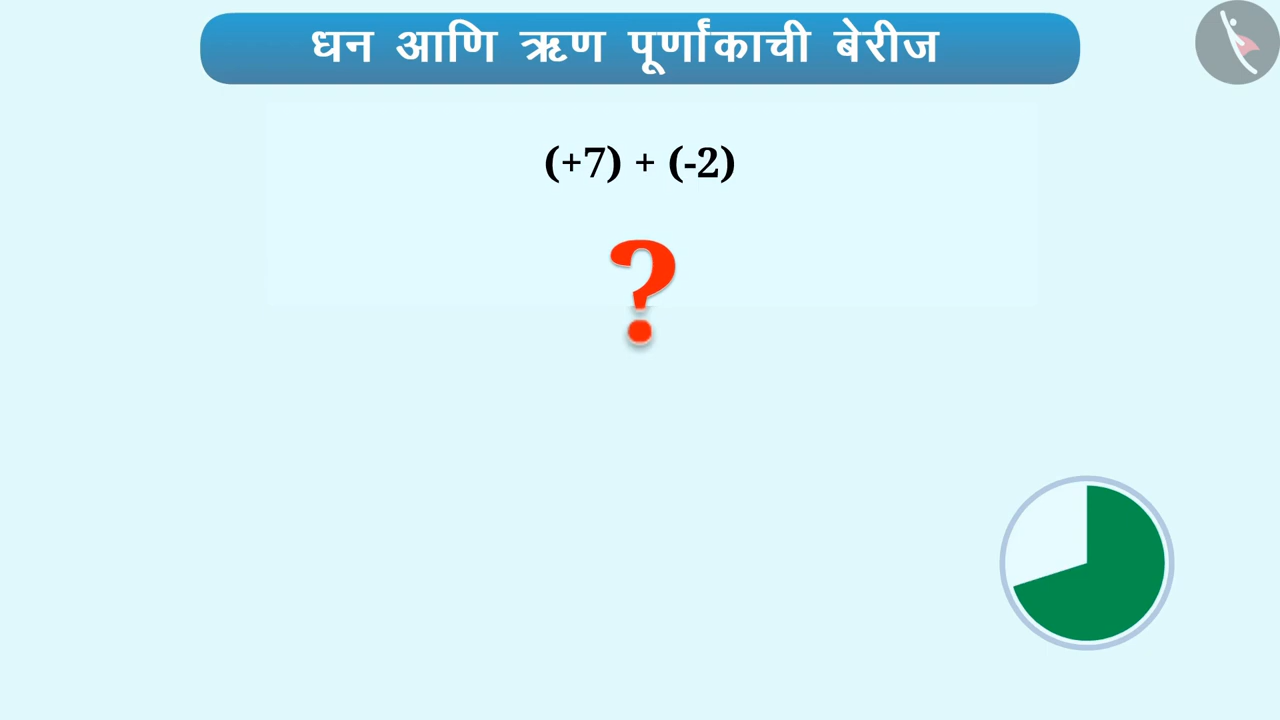 धन आणि ऋण पूर्णांकाची बेरीज
(+7) + (-2)
?